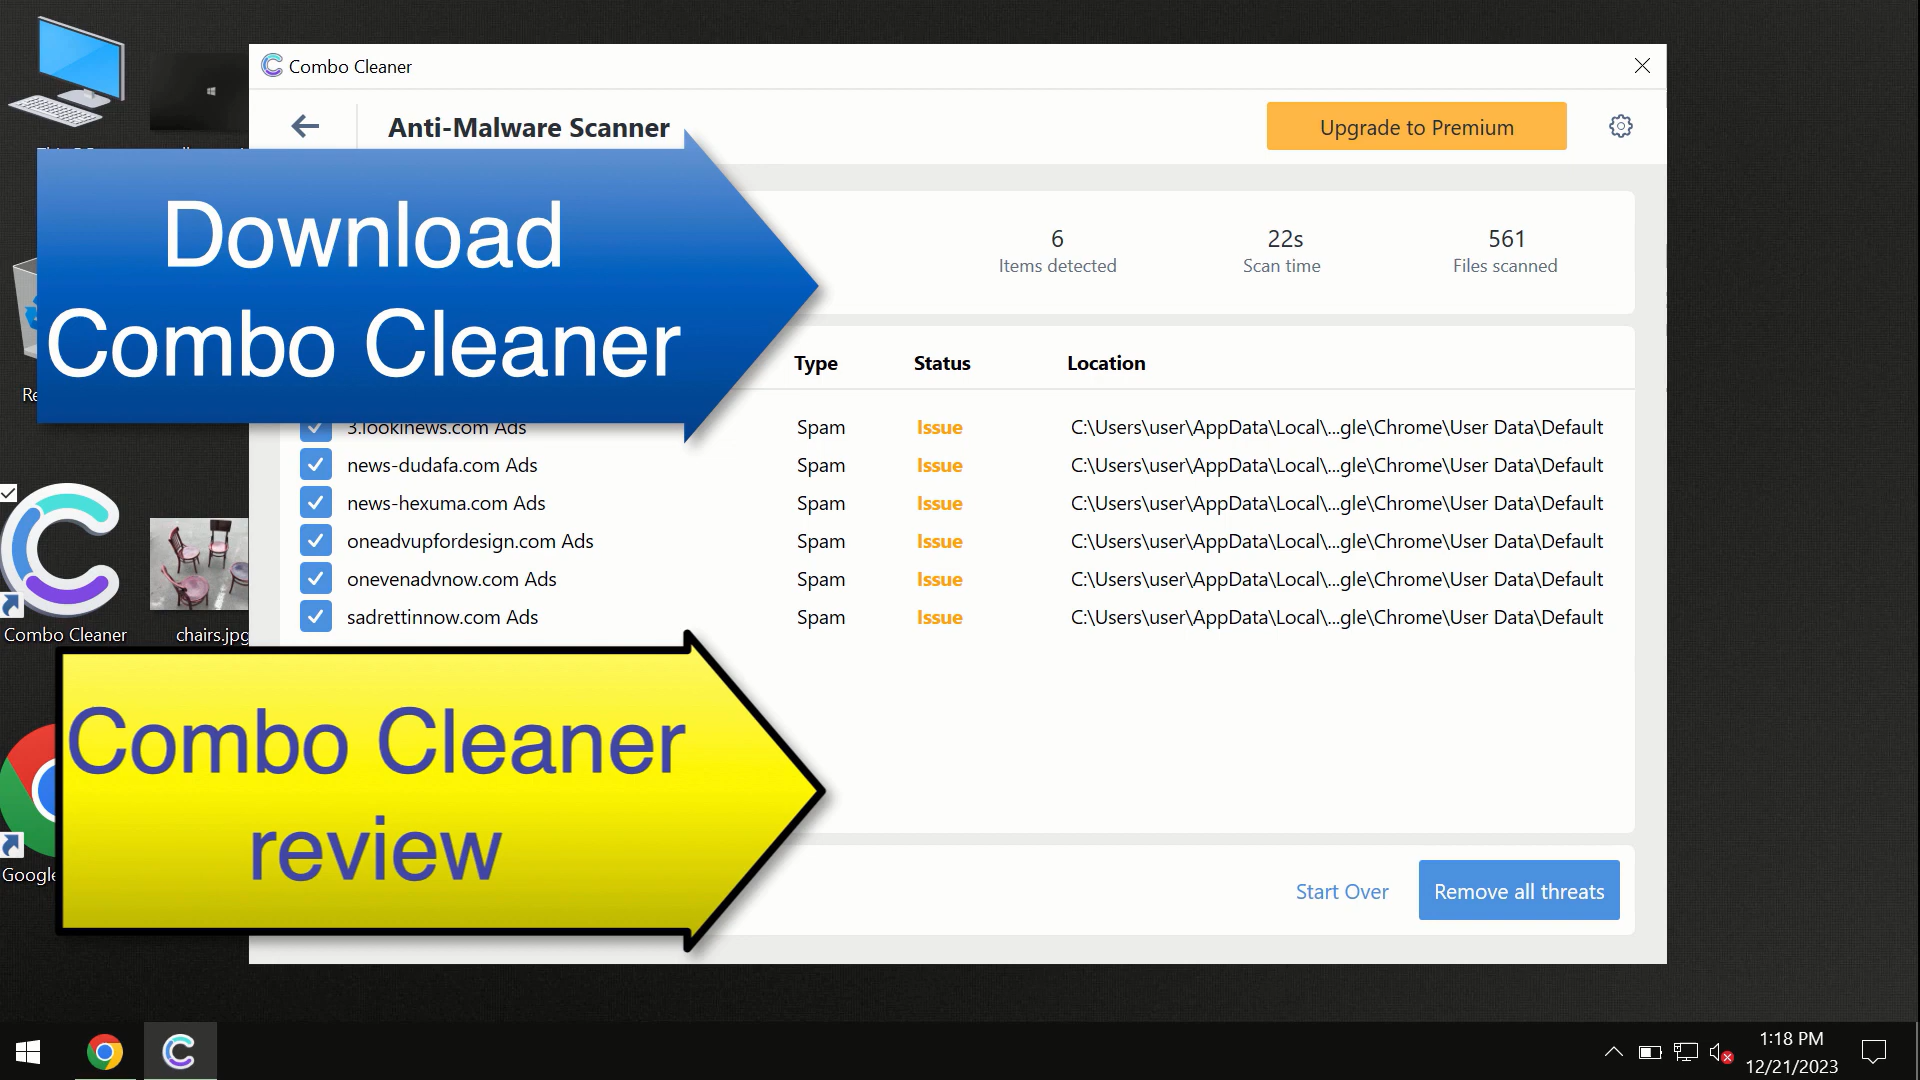 Combo Cleaner
Anti-Malware Scanner
Upgrade to Premium
Download
Combo Cleaner
6
Items detected
22s
Scan time
561
Files scanned
Type Status Location
3.lookinews.com Ads Spam Issue C:\Users\user\AppData\Local\...gle\Chrome\User Data\Default
news-dudafa.com Ads Spam Issue C:\Users\user\AppData\Local\...gle\Chrome\User Data\Default
news-hexuma.com Ads Spam Issue C:\Users\user\AppData\Local\...gle\Chrome\User Data\Default
oneadvupfordesign.com Ads Spam Issue C:\Users\user\AppData\Local\...gle\Chrome\User Data\Default
onevenadvnow.com Ads Spam Issue C:\Users\user\AppData\Local\...gle\Chrome\User Data\Default
sadrettinnow.com Ads Spam Issue C:\Users\user\AppData\Local\...gle\Chrome\User Data\Default
Combo Cleaner
chairs.jpg
Combo Cleaner
review
Google
Start Over
Remove all threats
1:18 PM
12/21/2023